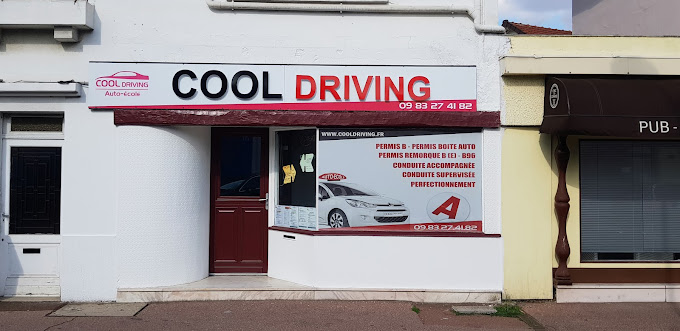 COOL DRIVING
Auto-école
COOL DRIVING
09 83 27 41 82
WWW.COOLDRIVING.FR
PERMIS B - PERMIS BOITE AUTO
PERMIS REMORQUE B (E) - B96
CONDUITE ACCOMPAGNÉE
CONDUITE SUPERVISÉE
PERFECTIONNEMENT
AUTO-ÉCOLE
A
09.83.27.41.82
PUB -